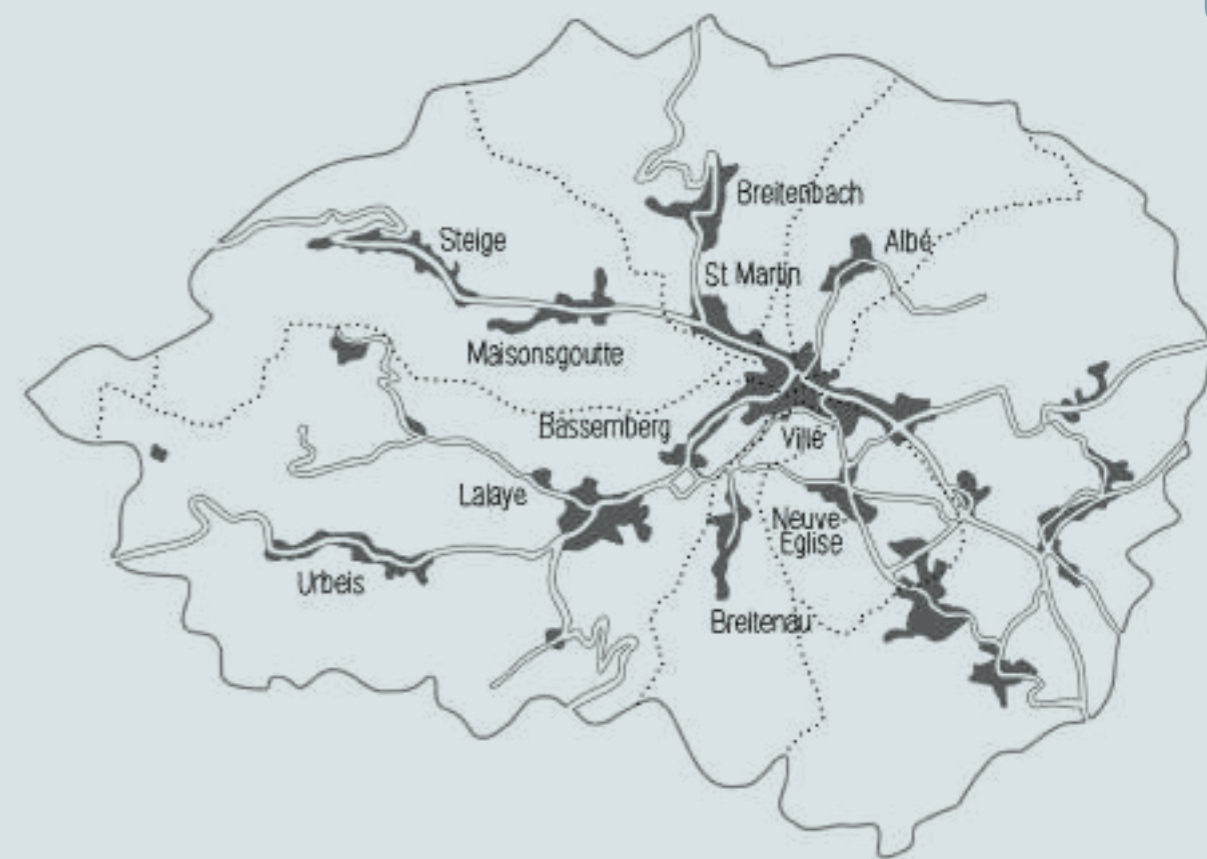 Breitenbach
Steige
Albé
St Martin
Maisonsgoutte
Bassemberg
Villé
Lalaye
Neuve-
Eglise
Urbeis
Breitenau